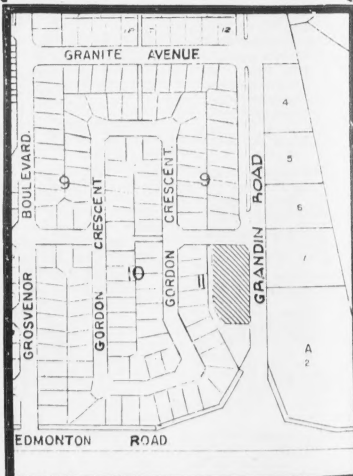 GRANITE AVENUE
12
4
5
6
7
A
2
9
9
10
11
BOULEVARD
GROSVENOR
CRESCENT
GORDON
CRESCENT
GORDON
GRANDIN ROAD
EDMONTON ROAD